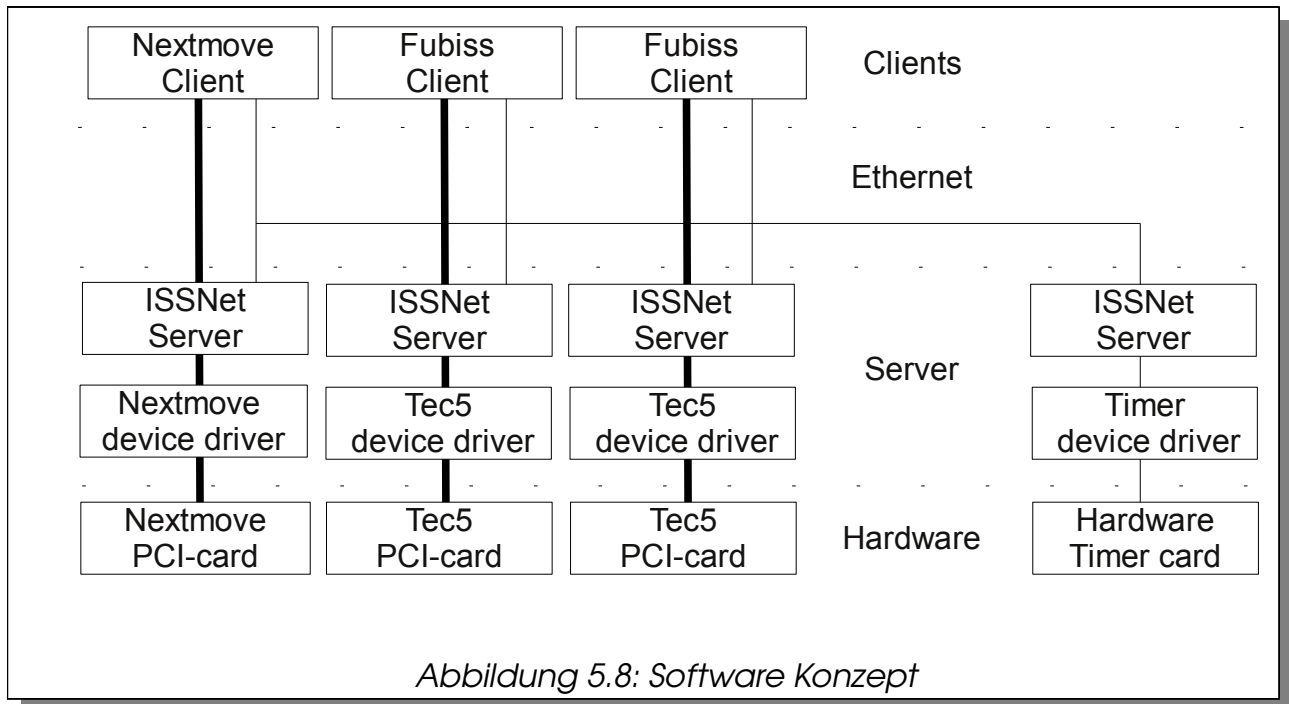 Nextmove
Client
Fubiss
Client
Fubiss
Client
Clients
Ethernet
ISSNet
Server
ISSNet
Server
ISSNet
Server
ISSNet
Server
Server
Nextmove
device driver
Tec5
device driver
Tec5
device driver
Timer
device driver
Nextmove
PCI-card
Tec5
PCI-card
Tec5
PCI-card
Hardware
Hardware
Timer card
Abbildung 5.8: Software Konzept